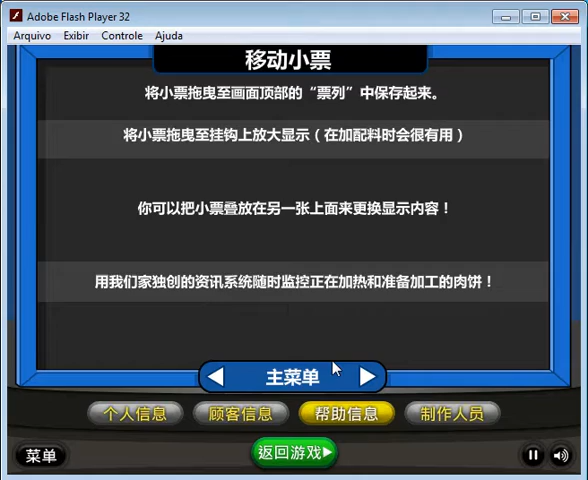 Adobe Flash Player 32
Arquivo Exibir Controle Ajuda
移动小票
将小票拖曳至画面顶部的“票列”中保存起来。
将小票拖曳至挂钩上放大显示（在加配料时会很有用）
你可以把小票叠放在另一张上面来更换显示内容！
用我们家独创的资讯系统随时监控正在加热和准备加工的肉饼！
主菜单
个人信息 顾客信息 帮助信息 制作人员
菜单 返回游戏